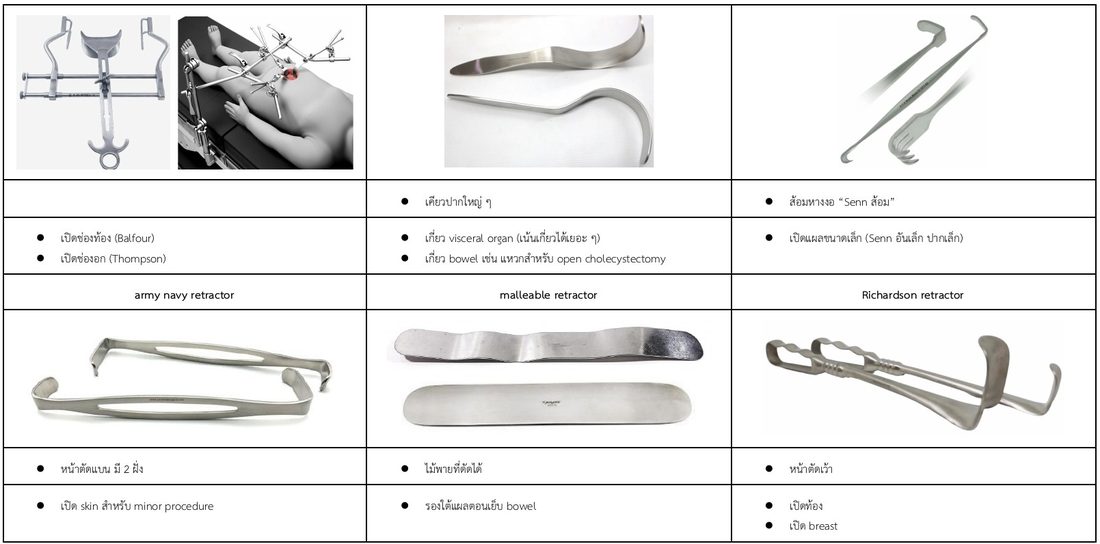 ● เคียวปากใหญ่ ๆ
● ส้อมหางงอ “Senn ส้อม”
● เปิดช่องท้อง (Balfour)
● เปิดช่องอก (Thompson)
● เกี่ยว visceral organ (เน้นเกี่ยวได้เยอะ ๆ)
● เกี่ยว bowel เช่น แหวกสำหรับ open cholecystectomy
● เปิดแผลขนาดเล็ก (Senn อันเล็ก ปากเล็ก)
army navy retractor
malleable retractor
Richardson retractor
● หน้าตัดแบน มี 2 ฝั่ง
● ไม้พายที่ดัดได้
● หน้าตัดเว้า
● เปิด skin สำหรับ minor procedure
● รองใต้แผลตอนเย็บ bowel
● เปิดท้อง
● เปิด breast